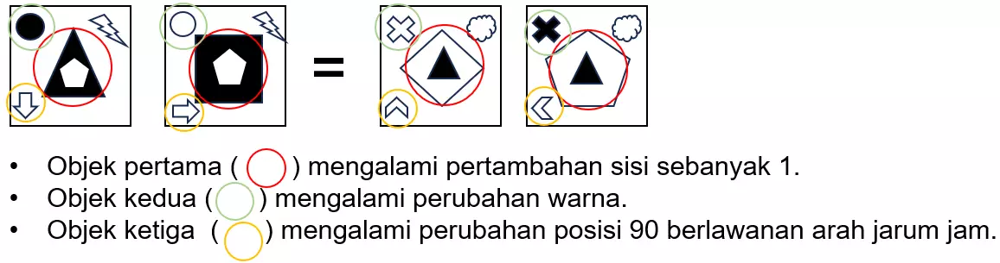 =
• Objek pertama ( ) mengalami pertambahan sisi sebanyak 1.
• Objek kedua ( ) mengalami perubahan warna.
• Objek ketiga ( ) mengalami perubahan posisi 90 berlawanan arah jarum jam.